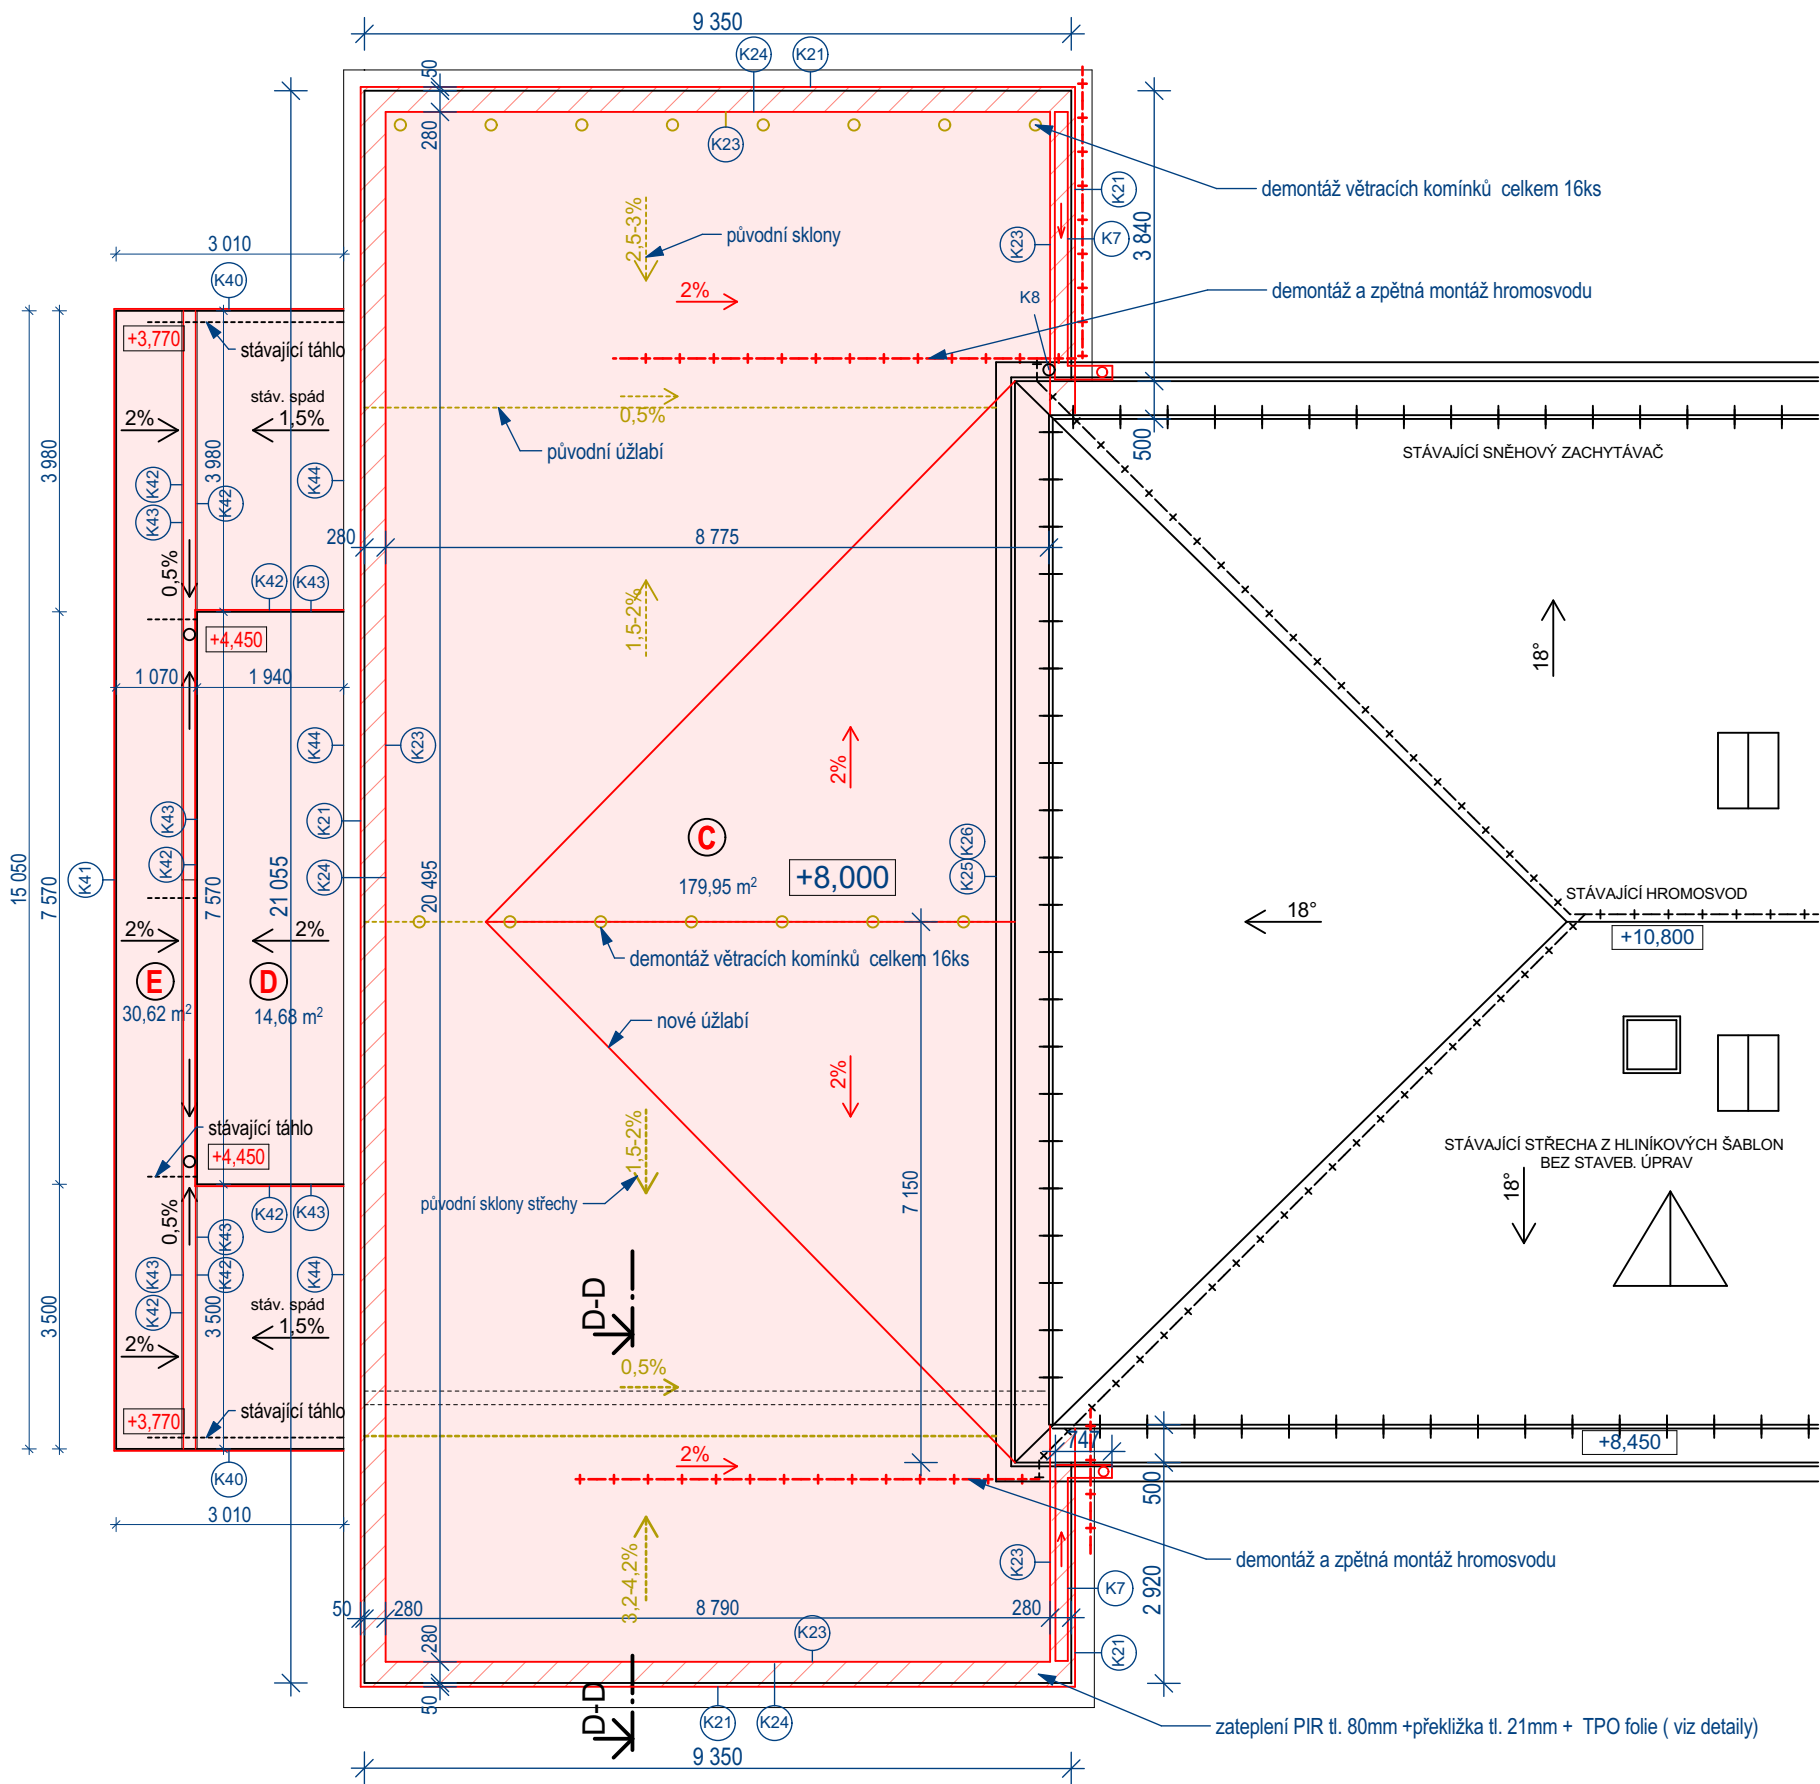 9 350
K24
K21
50
280
K23
demontáž větracích komínků  celkem 16ks
K21
K7
K23
3 840
2,5-3%
původní sklony
2%
demontáž a zpětná montáž hromosvodu
K8
3 010
K40
+3,770
stávající táhlo
stáv. spád
2%
1,5%
0,5%
původní úžlabí
500
STÁVAJÍCÍ SNĚHOVÝ ZACHYTÁVAČ
3 980
3 980
K42
K43
K42
K44
280
8 775
0,5%
K42
K43
1,5-2%
18°
+4,450
1 070
1 940
K44
K23
2%
K43
K42
K21
K24
K41
15 050
7 570
7 570
21 055
20 495
C
179,95 m²
+8,000
K26
K25
STÁVAJÍCÍ HROMOSVOD
+10,800
18°
2%
2%
E
30,62 m²
D
14,68 m²
demontáž větracích komínků  celkem 16ks
nové úžlabí
2%
stávající táhlo
+4,450
1,5-2%
původní sklony střechy
7 150
STÁVAJÍCÍ STŘECHA Z HLINÍKOVÝCH ŠABLON
BEZ STAVEB. ÚPRAV
18°
0,5%
K42
K43
K43
K42
K43
K42
K44
3 500
3 500
stáv. spád
1,5%
2%
D-D
0,5%
+3,770
stávající táhlo
2%
747
+8,450
K40
3 010
500
demontáž a zpětná montáž hromosvodu
K23
K7
2 920
3,2-4,2%
50
280
8 790
280
K23
280
K21
50
D-D
K21
K24
zateplení PIR tl. 80mm +překližka tl. 21mm +  TPO folie ( viz detaily)
9 350